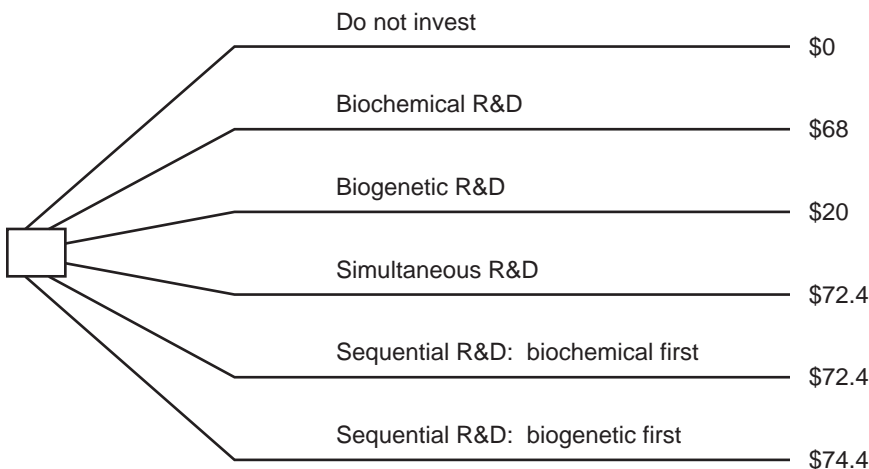 Do not invest
$0
Biochemical R&D
$68
Biogenetic R&D
$20
Simultaneous R&D
$72.4
Sequential R&D: biochemical first
$72.4
Sequential R&D: biogenetic first
$74.4